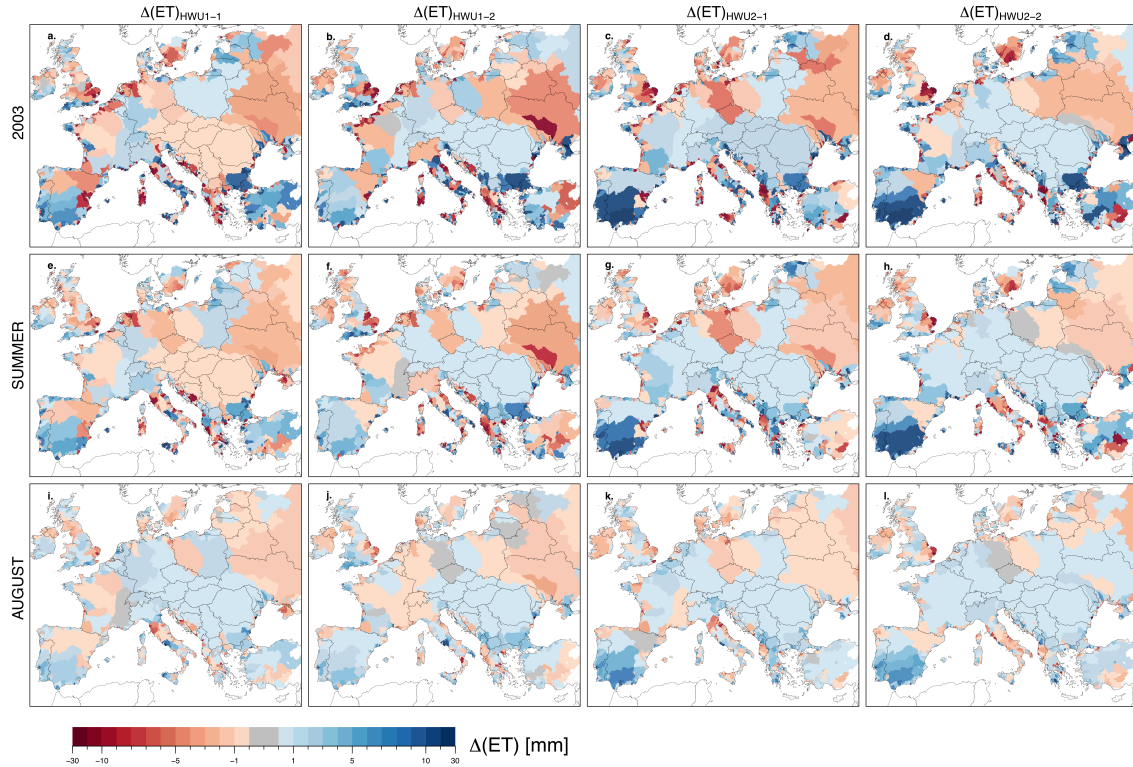 Δ(ET)HWU1−1 Δ(ET)HWU1−2 Δ(ET)HWU2−1 Δ(ET)HWU2−2
2003
a. b. c. d.
SUMMER
e. f. g. h.
AUGUST
i. j. k. l.
Δ(ET) [mm]
−30 −10 −5 −1 1 5 10 30